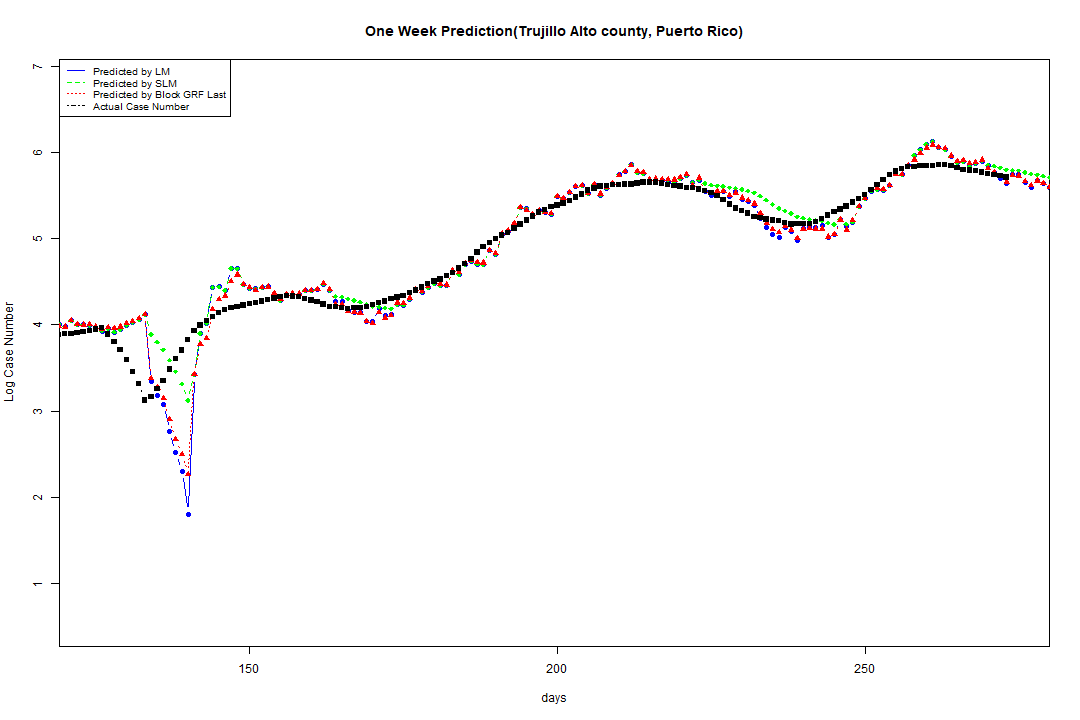 One Week Prediction(Trujillo Alto county, Puerto Rico)
Predicted by LM
Predicted by SLM
Predicted by Block GRF Last
Actual Case Number
7
6
5
4
3
2
1
Log Case Number
150
200
250
days